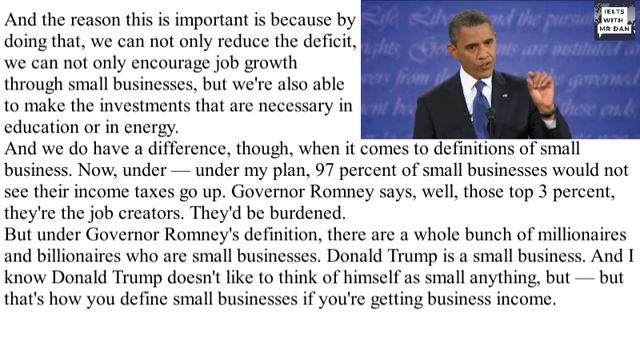 And the reason this is important is because by
doing that, we can not only reduce the deficit,
we can not only encourage job growth
through small businesses, but we're also able
to make the investments that are necessary in
education or in energy.
And we do have a difference, though, when it comes to definitions of small
business. Now, under — under my plan, 97 percent of small businesses would not
see their income taxes go up. Governor Romney says, well, those top 3 percent,
they're the job creators. They'd be burdened.
But under Governor Romney's definition, there are a whole bunch of millionaires
and billionaires who are small businesses. Donald Trump is a small business. And I
know Donald Trump doesn't like to think of himself as small anything, but — but
that's how you define small businesses if you're getting business income.
IELTS
WITH
MR DAN